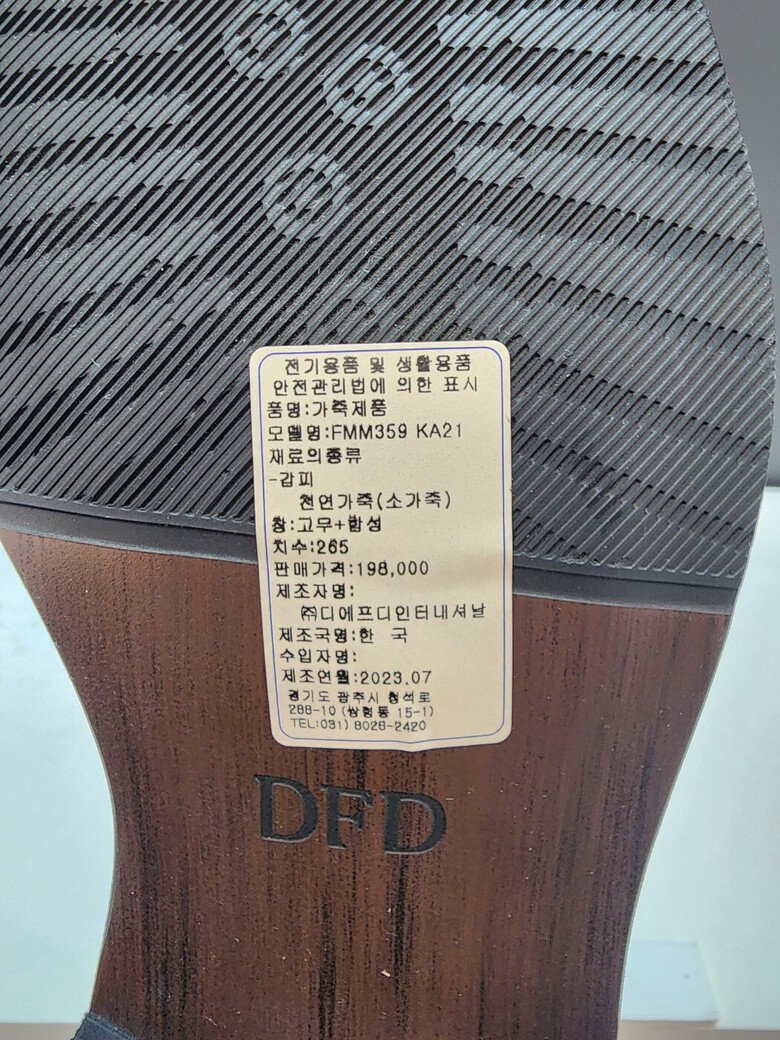 전기용품 및 생활용품
안전관리법에 의한 표시
품명:가죽제품
모델명:FMM359 KA21
재료의종류
-갑피
천연가죽(소가죽)
창:고무+합성
치수:265
판매가격:198,000
제조자명:
㈜디에프디인터내셔날
제조국명:한 국
수입자명:
제조연월:2023.07
경기도 광주시 청석로
268-10 (쌍령동 15-1)
TEL:031) 8026-2420
DFD